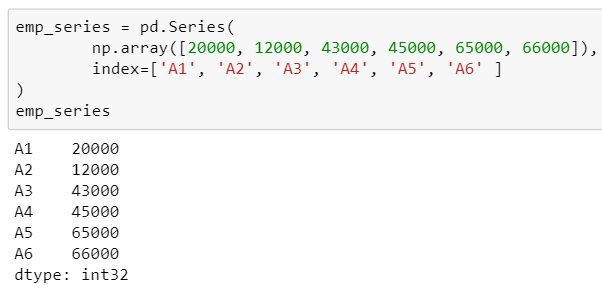 emp_series = pd.Series(
        np.array([20000, 12000, 43000, 45000, 65000, 66000]),
        index=['A1', 'A2', 'A3', 'A4', 'A5', 'A6' ]
)
emp_series
A1    20000
A2    12000
A3    43000
A4    45000
A5    65000
A6    66000
dtype: int32